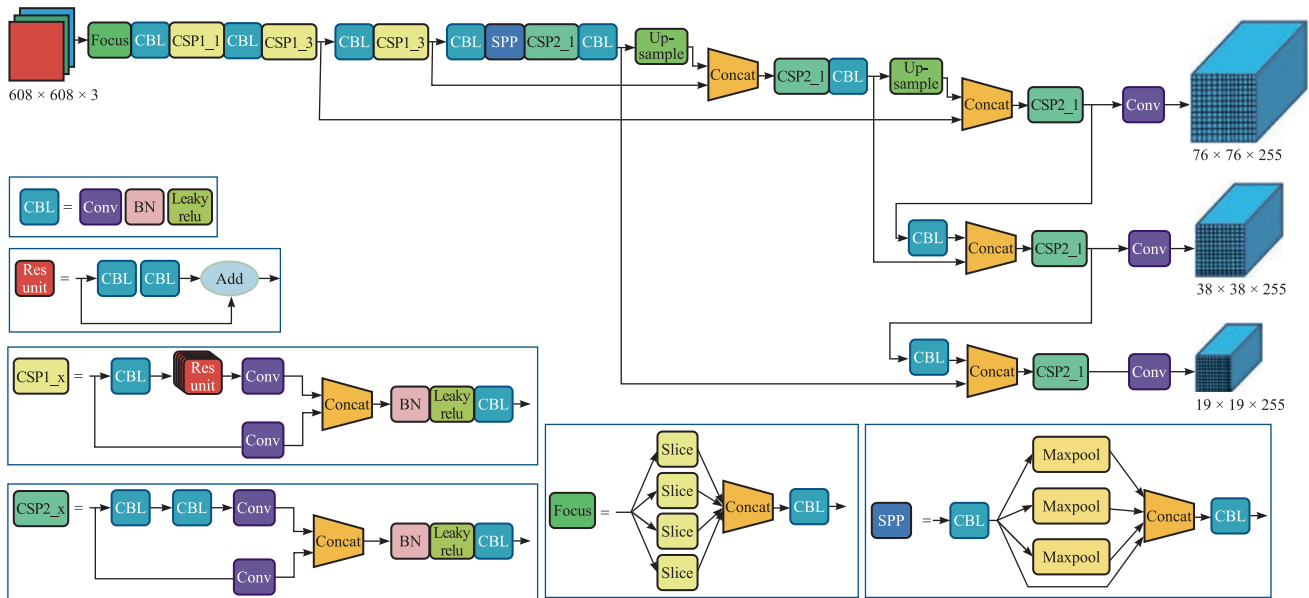 Focus CBL CSP1_1 CBL CSP1_3 CBL CSP1_3 CBL SPP CSP2_1 CBL
Up-
sample
Concat
CSP2_1 CBL
Up-
sample
Concat
CSP2_1
Conv
608 × 608 × 3
76 × 76 × 255
CBL
Concat
CSP2_1
Conv
38 × 38 × 255
CBL
Concat
CSP2_1
Conv
19 × 19 × 255
CBL = Conv BN Leaky
relu
Res
unit
= CBL CBL Add
CSP1_x = CBL Res
unit
Conv
Concat
BN Leaky
relu
CBL
Conv
CSP2_x = CBL CBL Conv
Concat
BN Leaky
relu
CBL
Conv
Focus =
Slice
Slice
Slice
Slice
Concat
CBL
SPP = CBL
Maxpool
Maxpool
Maxpool
Concat
CBL